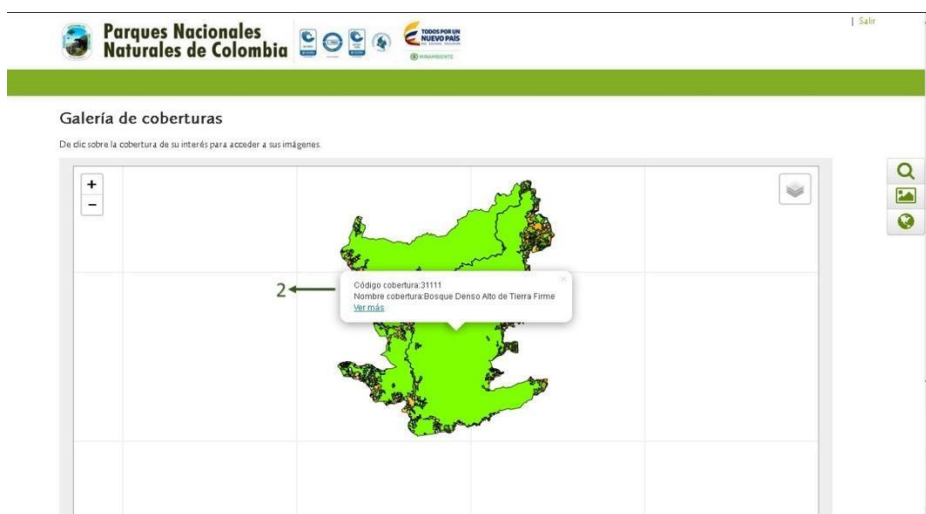 Parques Nacionales
Naturales de Colombia
TODOS POR UN
NUEVO PAÍS
MINAMBIENTE
| Salir
Galería de coberturas
De clic sobre la cobertura de su interés para acceder a sus imágenes.
+
−
2
Código cobertura:31111
Nombre cobertura:Bosque Denso Alto de Tierra Firme
Ver más
×